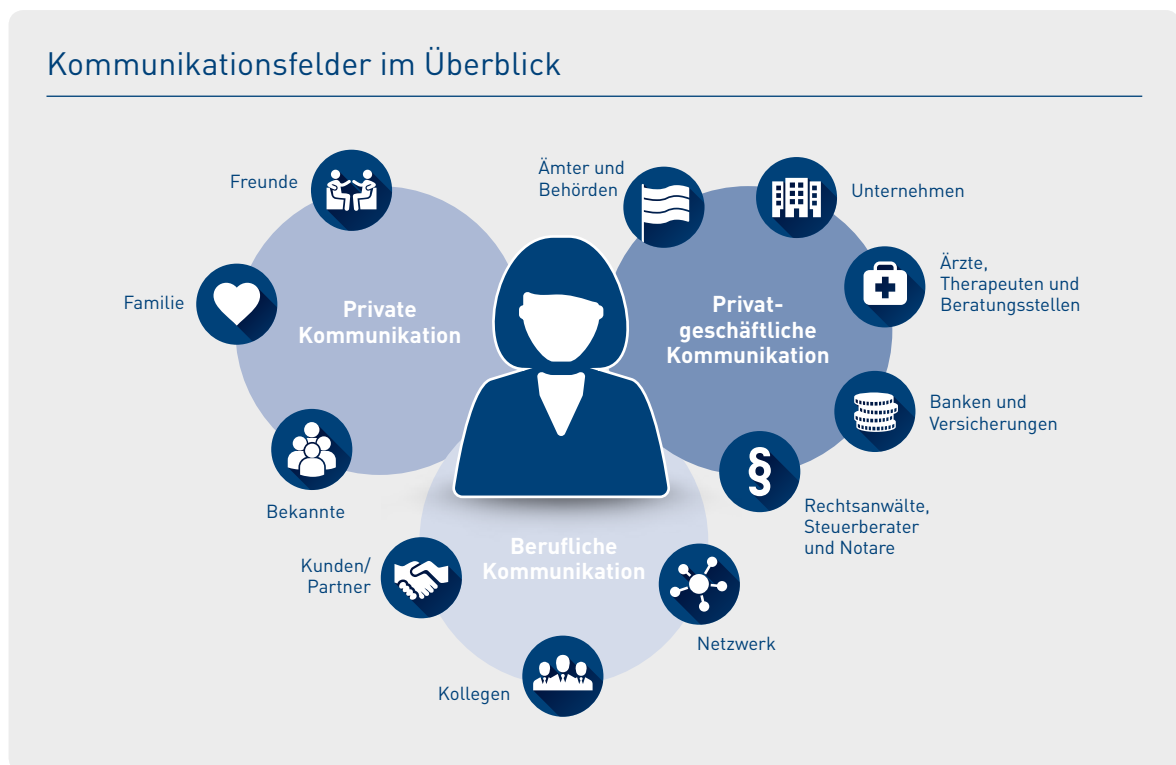 Kommunikationsfelder im Überblick
Freunde
Familie
Bekannte
Private
Kommunikation
Ämter und
Behörden
Unternehmen
Ärzte,
Therapeuten und
Beratungsstellen
Banken und
Versicherungen
§
Rechtsanwälte,
Steuerberater
und Notare
Privat-
geschäftliche
Kommunikation
Berufliche
Kommunikation
Kunden/
Partner
Kollegen
Netzwerk